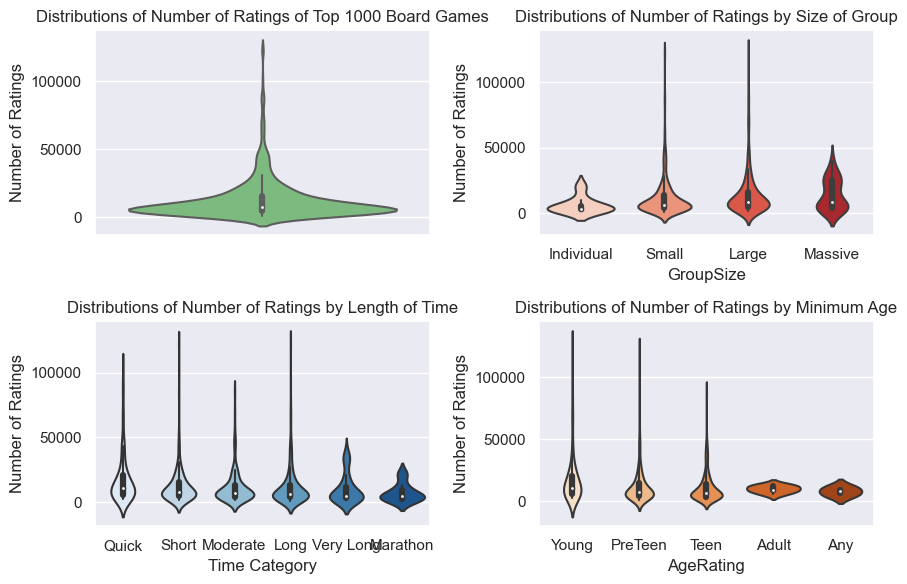 Distributions of Number of Ratings of Top 1000 Board Games
Number of Ratings
100000
50000
0
Distributions of Number of Ratings by Size of Group
Number of Ratings
100000
50000
0
Individual Small Large Massive
GroupSize
Distributions of Number of Ratings by Length of Time
Number of Ratings
100000
50000
0
Quick Short Moderate Long Very Long Marathon
Time Category
Distributions of Number of Ratings by Minimum Age
Number of Ratings
100000
50000
0
Young PreTeen Teen Adult Any
AgeRating